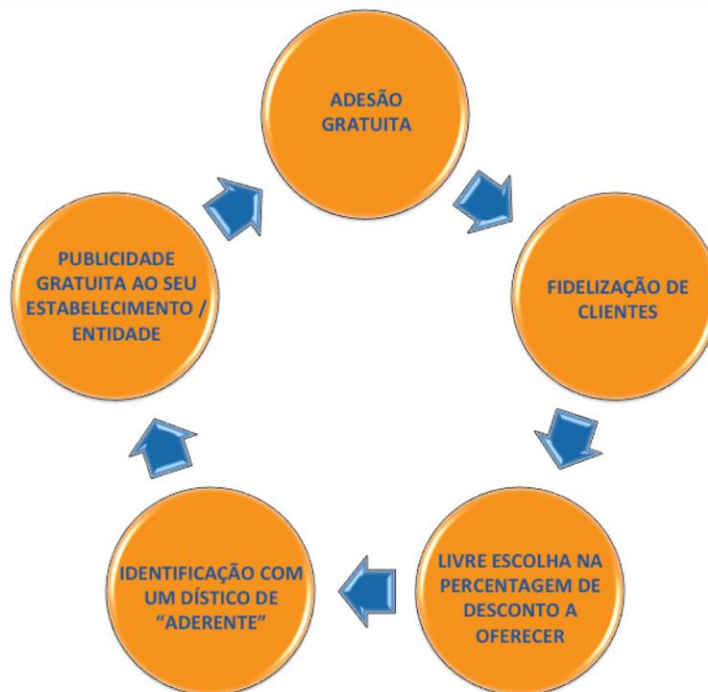 ADESÃO
GRATUITA
FIDELIZAÇÃO DE
CLIENTES
LIVRE ESCOLHA NA
PERCENTAGEM DE
DESCONTO A
OFERECER
IDENTIFICAÇÃO COM
UM DÍSTICO DE
“ADERENTE”
PUBLICIDADE
GRATUITA AO SEU
ESTABELECIMENTO /
ENTIDADE